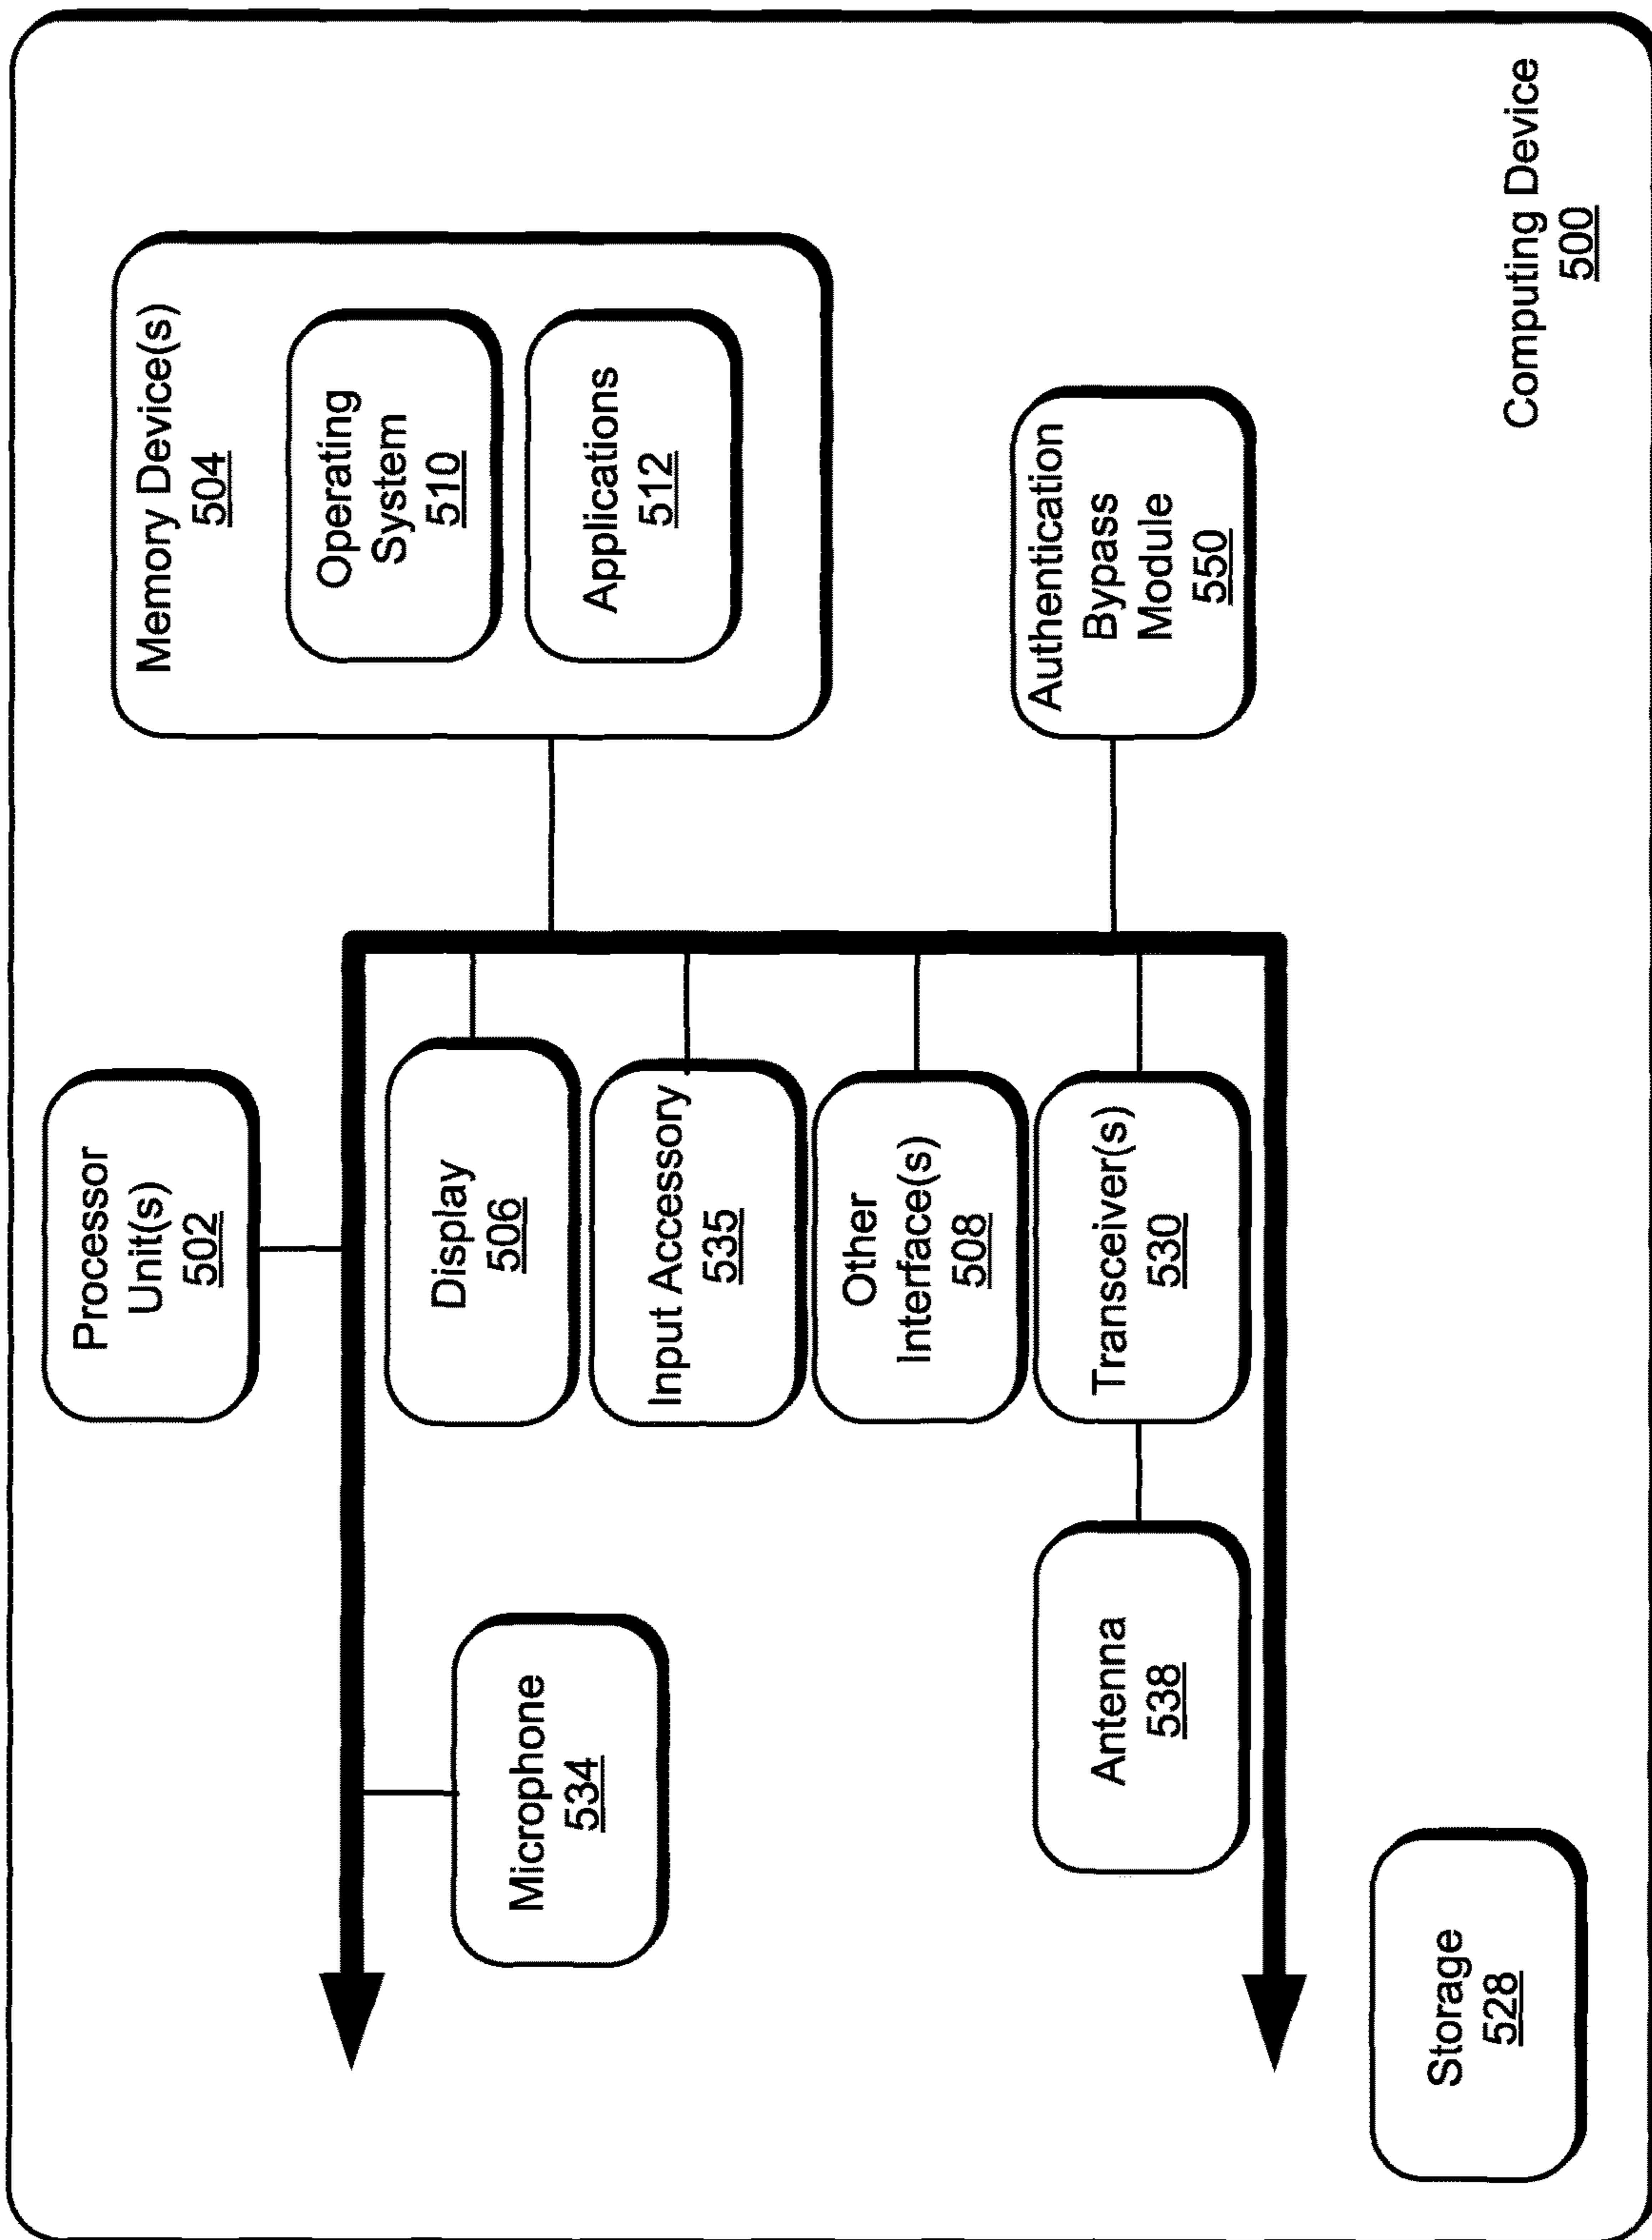 Processor
Unit(s)
502
Memory Device(s)
504
Operating
System
510
Applications
512
Microphone
534
Display
506
Input Accessory
535
Other
Interface(s)
508
Transceiver(s)
530
Antenna
538
Authentication
Bypass
Module
550
Storage
528
Computing Device
500